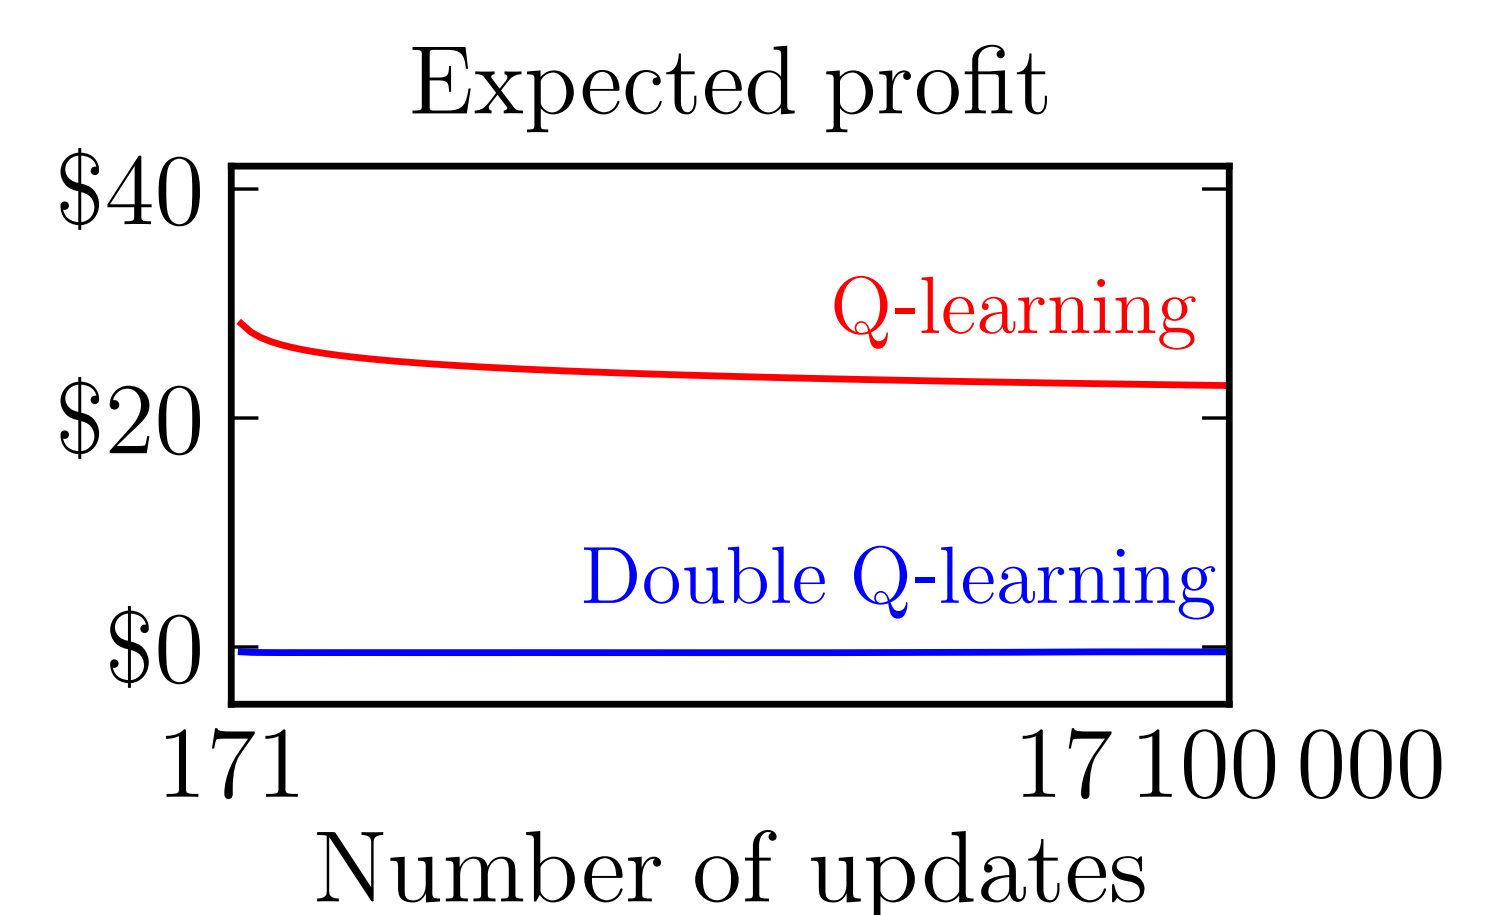 Expected profit
$40
Q-learning
$20
Double Q-learning
$0
171 17 100 000
Number of updates